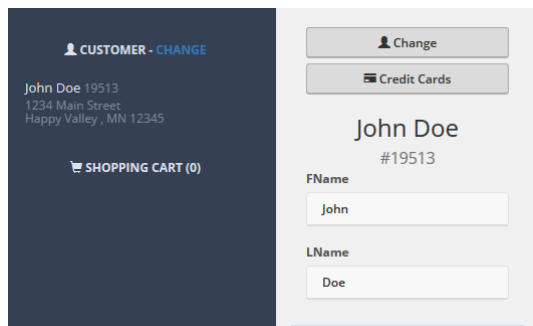 CUSTOMER - CHANGE
John Doe 19513
1234 Main Street
Happy Valley , MN 12345
SHOPPING CART (0)
Change
Credit Cards
John Doe
#19513
FName
John
LName
Doe